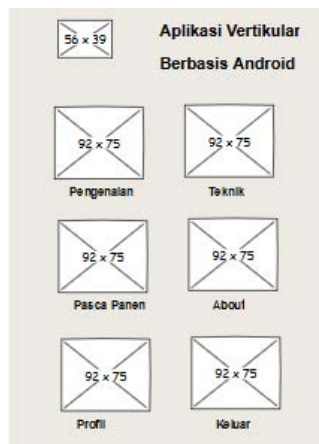 56 x 39
Aplikasi Vertikular
Berbasis Android
92 x 75
92 x 75
Pengenalan
Teknik
92 x 75
92 x 75
Pasca Panen
About
92 x 75
92 x 75
Profil
Keluar